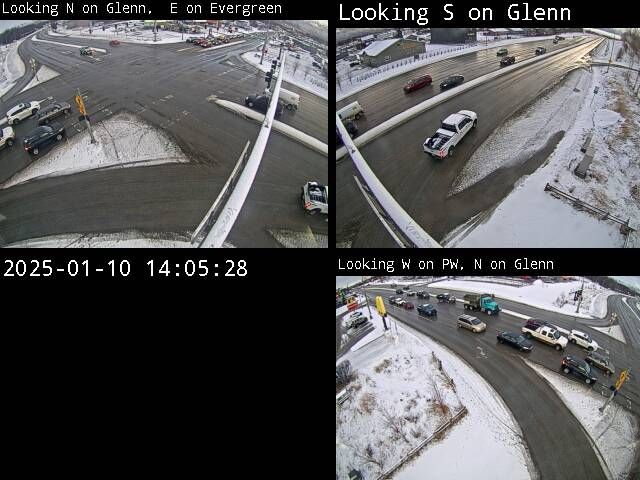 Looking N on Glenn,  E on Evergreen
Looking S on Glenn
2025-01-10 14:05:28
Looking W on PW, N on Glenn